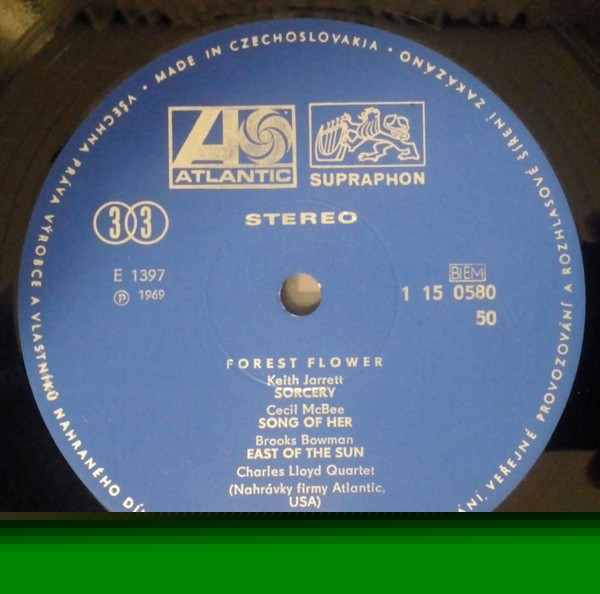 VŠECHNA PRÁVA VÝROBCE A VLASTNÍKŮ NAHRANÉHO
• MADE IN CZECHOSLOVAKIA •
ZAKÁZÁNO ŠÍŘENÍ ROZHLASOVÉ A PROVOZOVÁNÍ VEŘEJNÉ
ATLANTIC
SUPRAPHON
33
STEREO
E 1397
℗ 1969
BIEM
1 15 0580
50
FOREST FLOWER
Keith Jarrett
SORCERY
Cecil McBee
SONG OF HER
Brooks Bowman
EAST OF THE SUN
Charles Lloyd Quartet
(Nahrávky firmy Atlantic,
USA)